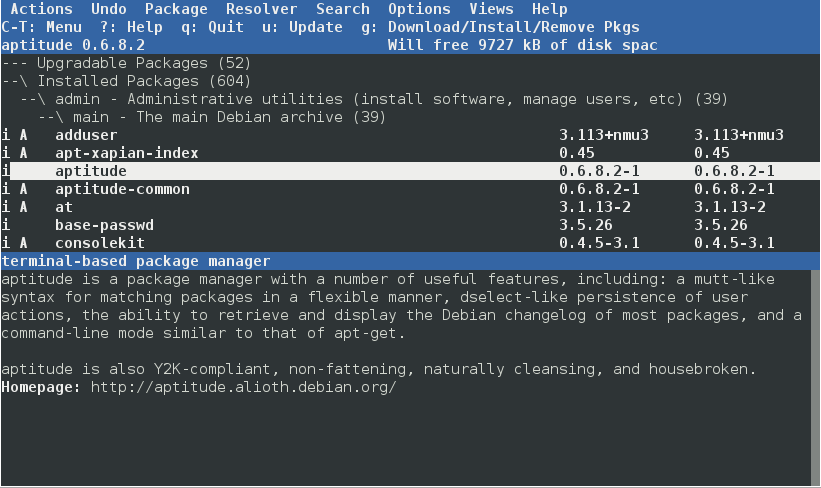 Actions Undo Package Resolver Search Options Views Help
C-T: Menu ?: Help q: Quit u: Update g: Download/Install/Remove Pkgs
aptitude 0.6.8.2 Will free 9727 kB of disk spac
--- Upgradable Packages (52)
--\ Installed Packages (604)
--\ admin - Administrative utilities (install software, manage users, etc) (39)
--\ main - The main Debian archive (39)
i A adduser 3.113+nmu3 3.113+nmu3
i A apt-xapian-index 0.45 0.45
i aptitude 0.6.8.2-1 0.6.8.2-1
i A aptitude-common 0.6.8.2-1 0.6.8.2-1
i A at 3.1.13-2 3.1.13-2
i base-passwd 3.5.26 3.5.26
i A consolekit 0.4.5-3.1 0.4.5-3.1
terminal-based package manager
aptitude is a package manager with a number of useful features, including: a mutt-like
syntax for matching packages in a flexible manner, dselect-like persistence of user
actions, the ability to retrieve and display the Debian changelog of most packages, and a
command-line mode similar to that of apt-get.
aptitude is also Y2K-compliant, non-fattening, naturally cleansing, and housebroken.
Homepage: http://aptitude.alioth.debian.org/